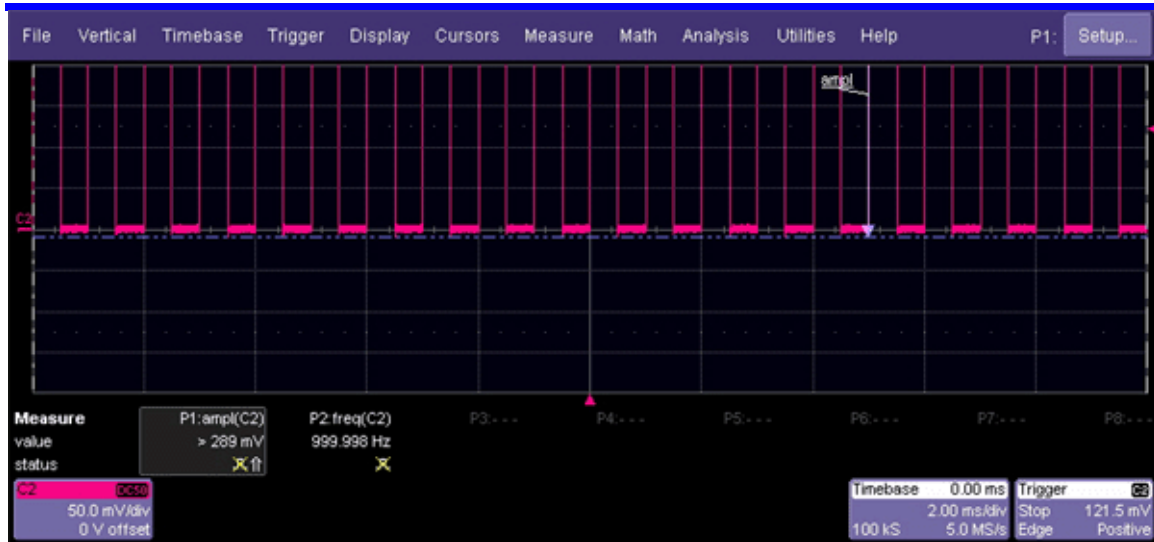 File Vertical Timebase Trigger Display Cursors Measure Math Analysis Utilities Help P1: Setup...
ampl
C2
Measure P1:ampl(C2) P2:freq(C2) P3:- - - P4:- - - P5:- - - P6:- - - P7:- - - P8:- - -
value > 289 mV 999.998 Hz
status
C2 DC50
50.0 mV/div
0 V offset
Timebase 0.00 ms
2.00 ms/div
100 kS 5.0 MS/s
Trigger C2
Stop 121.5 mV
Edge Positive